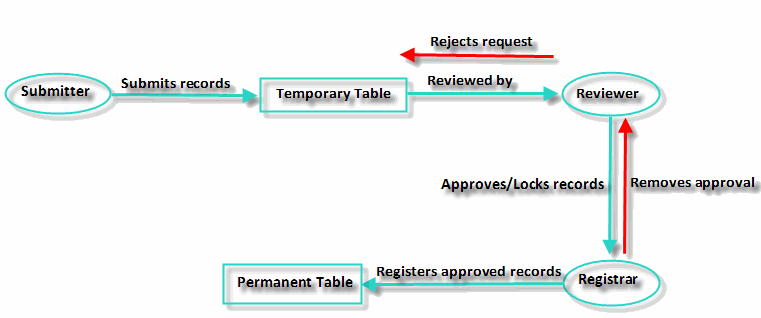 Rejects request
Submitter
Submits records
Temporary Table
Reviewed by
Reviewer
Approves/Locks records
Removes approval
Permanent Table
Registers approved records
Registrar